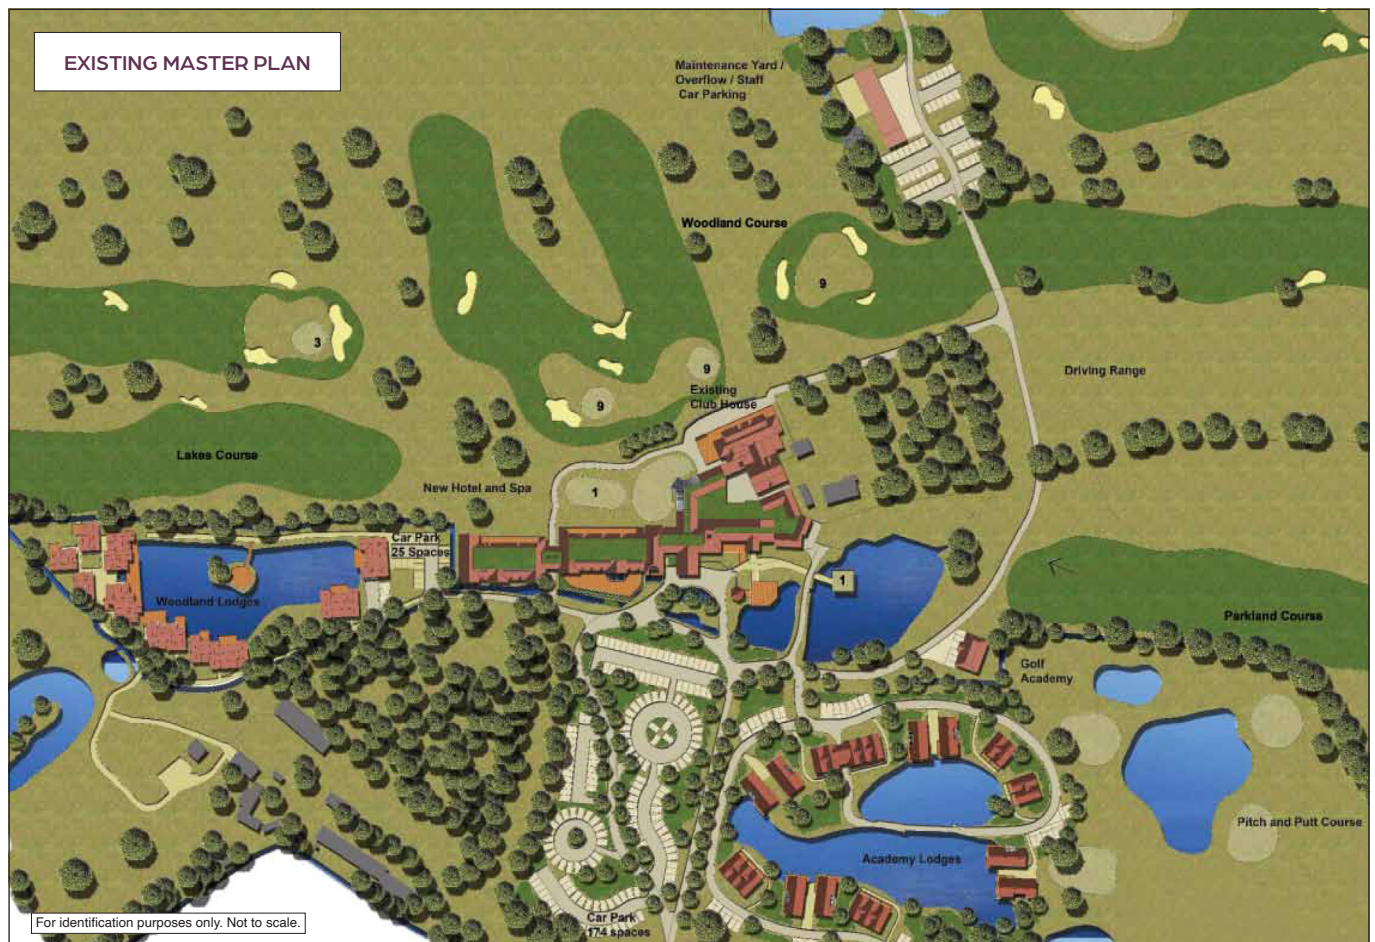 EXISTING MASTER PLAN
Maintenance Yard /
Overflow / Staff
Car Parking
Woodland Course
9
3
9
9
Existing
Club House
Driving Range
Lakes Course
New Hotel and Spa
1
Car Park
25 Spaces
Woodland Lodges
1
Parkland Course
Golf
Academy
Pitch and Putt Course
Academy Lodges
Car Park
174 spaces
For identification purposes only. Not to scale.